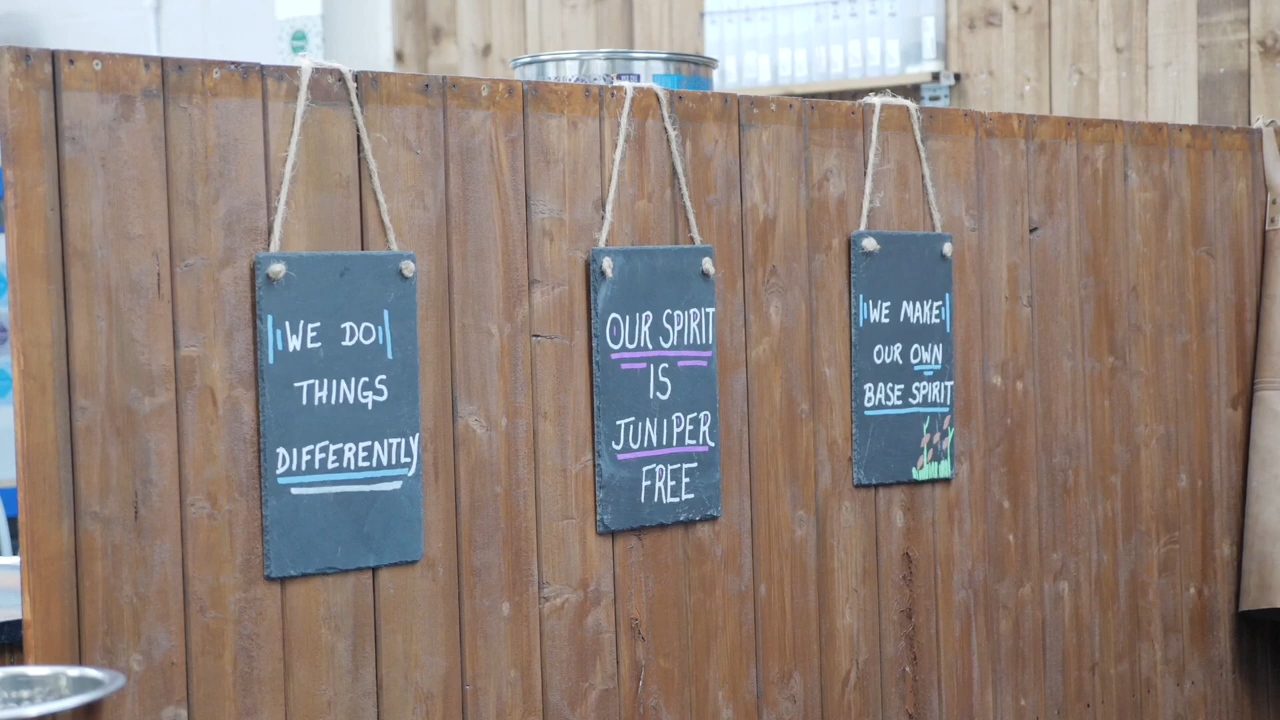 WE DO
THINGS
DIFFERENTLY
OUR SPIRIT
IS
JUNIPER
FREE
WE MAKE
OUR OWN
BASE SPIRIT